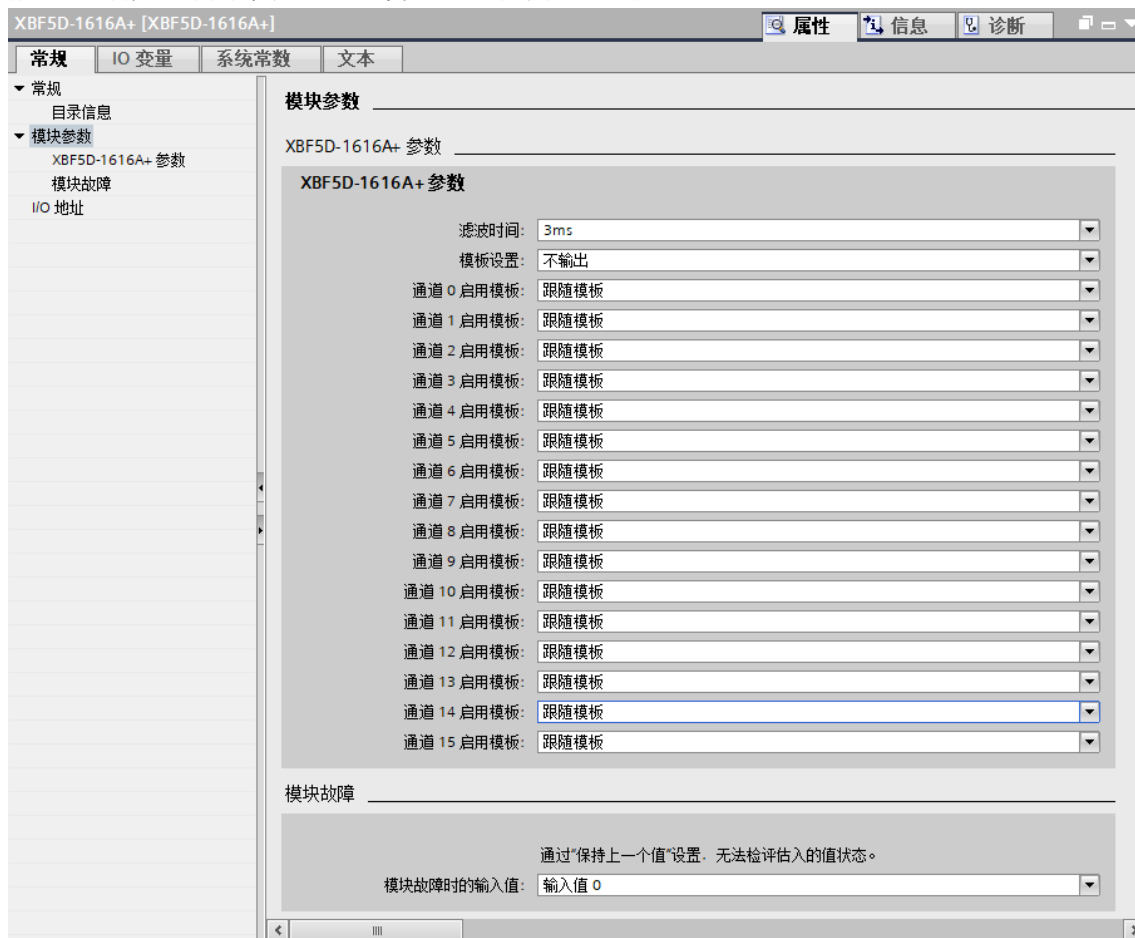 XBF5D-1616A+ [XBF5D-1616A+]
属性
信息
诊断
常规
IO 变量
系统常数
文本
常规
目录信息
模块参数
XBF5D-1616A+ 参数
模块故障
I/O 地址
模块参数
XBF5D-1616A+ 参数
XBF5D-1616A+ 参数
滤波时间: 3ms
模板设置: 不输出
通道 0 启用模板: 跟随模板
通道 1 启用模板: 跟随模板
通道 2 启用模板: 跟随模板
通道 3 启用模板: 跟随模板
通道 4 启用模板: 跟随模板
通道 5 启用模板: 跟随模板
通道 6 启用模板: 跟随模板
通道 7 启用模板: 跟随模板
通道 8 启用模板: 跟随模板
通道 9 启用模板: 跟随模板
通道 10 启用模板: 跟随模板
通道 11 启用模板: 跟随模板
通道 12 启用模板: 跟随模板
通道 13 启用模板: 跟随模板
通道 14 启用模板: 跟随模板
通道 15 启用模板: 跟随模板
模块故障
通过"保持上一个值"设置. 无法检评估入的值状态。
模块故障时的输入值: 输入值 0